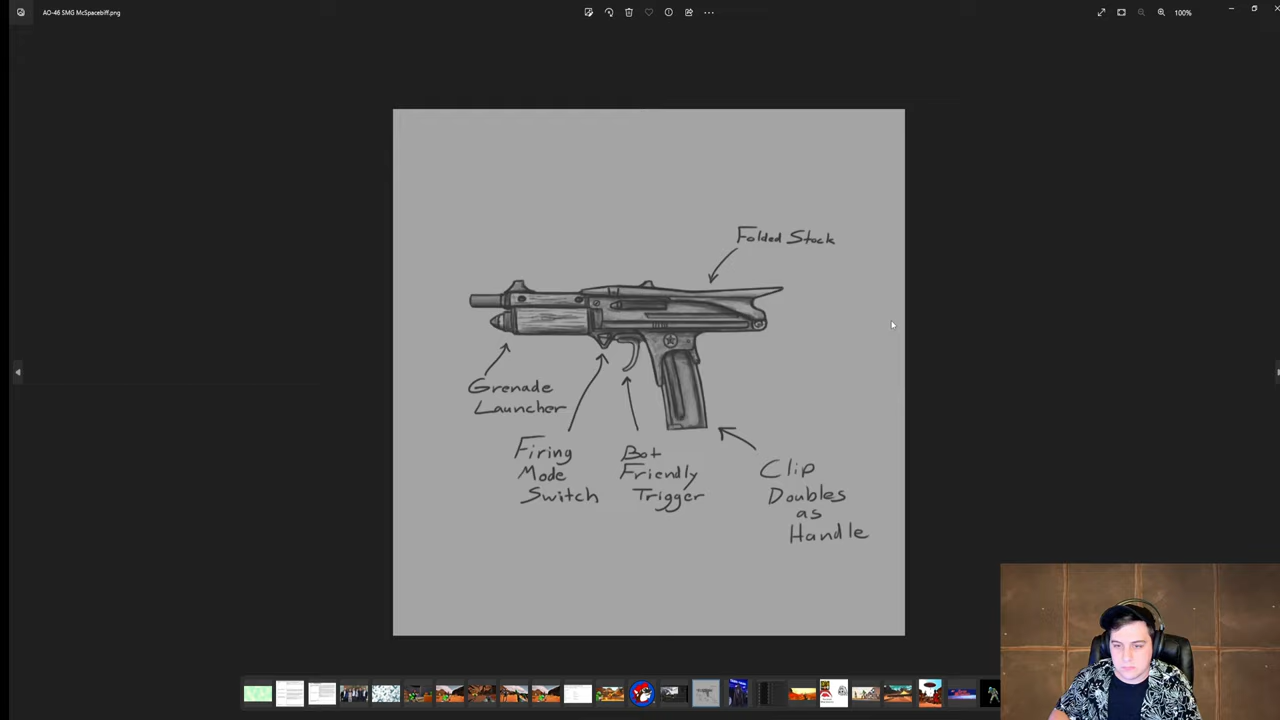 AO-46 SMG McSpacebiff.png
100%
Folded Stock
Grenade
Launcher
Firing
Mode
Switch
Bot
Friendly
Trigger
Clip
Doubles
as
Handle